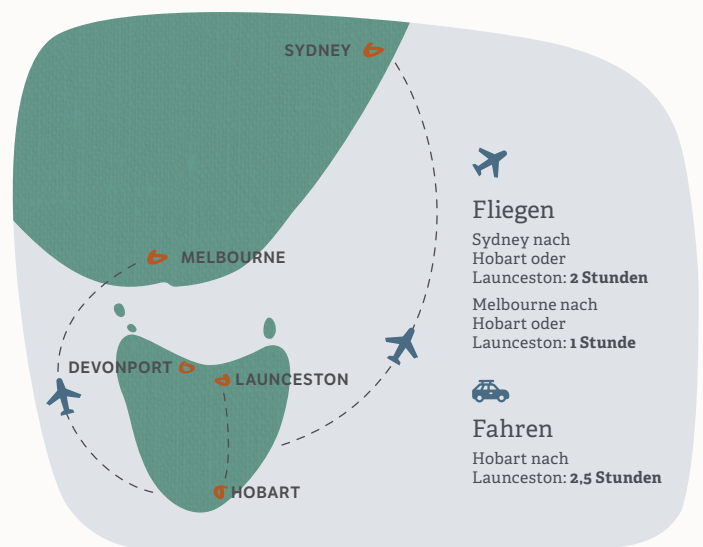 SYDNEY
MELBOURNE
DEVONPORT
LAUNCESTON
HOBART
Fliegen
Sydney nach
Hobart oder
Launceston: 2 Stunden
Melbourne nach
Hobart oder
Launceston: 1 Stunde
Fahren
Hobart nach
Launceston: 2,5 Stunden